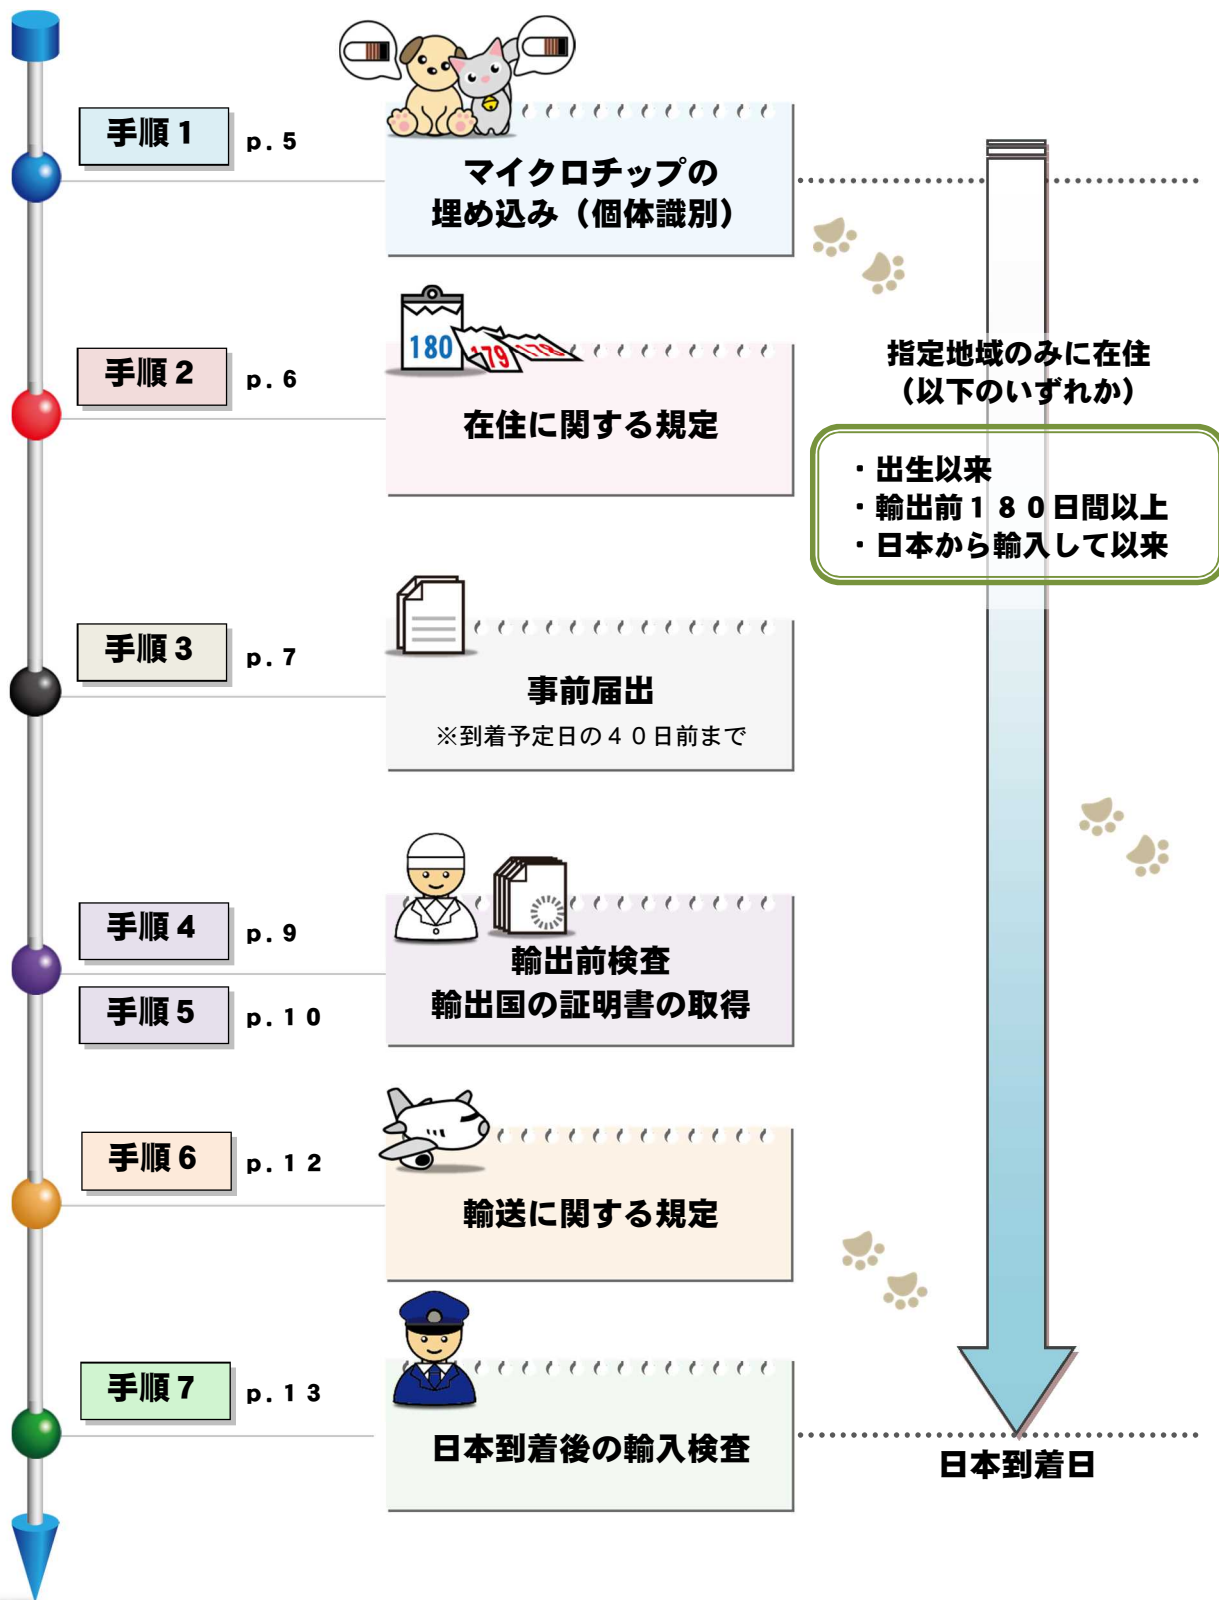 手順１ p.5
マイクロチップの
埋め込み（個体識別）
180 179 178
手順２ p.6
在住に関する規定
指定地域のみに在住
（以下のいずれか）
・出生以来
・輸出前１８０日間以上
・日本から輸入して以来
手順３ p.7
事前届出
※到着予定日の４０日前まで
手順４ p.9
手順５ p.10
輸出前検査
輸出国の証明書の取得
手順６ p.12
輸送に関する規定
手順７ p.13
日本到着後の輸入検査
日本到着日